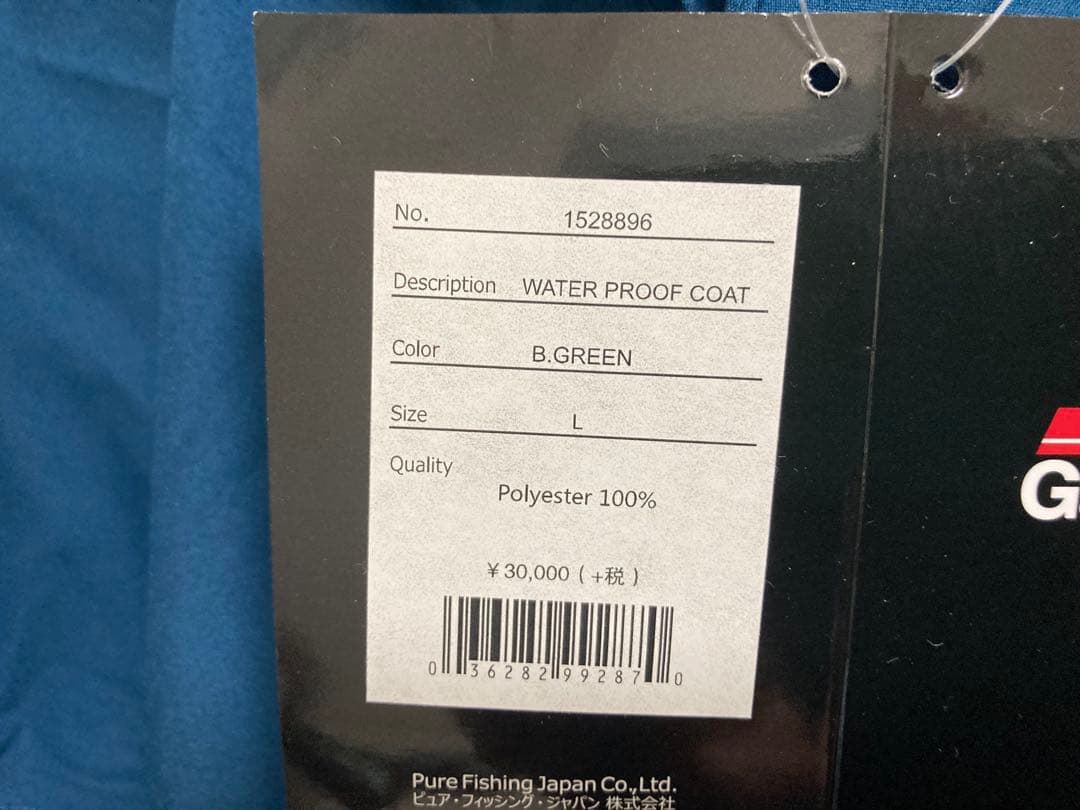 No. 1528896
Description WATER PROOF COAT
Color B.GREEN
Size L
Quality
Polyester 100%
￥30,000 ( +税 )
0 36282 99287 0
Pure Fishing Japan Co.,Ltd.
ピュア・フィッシング・ジャパン 株式会社
G